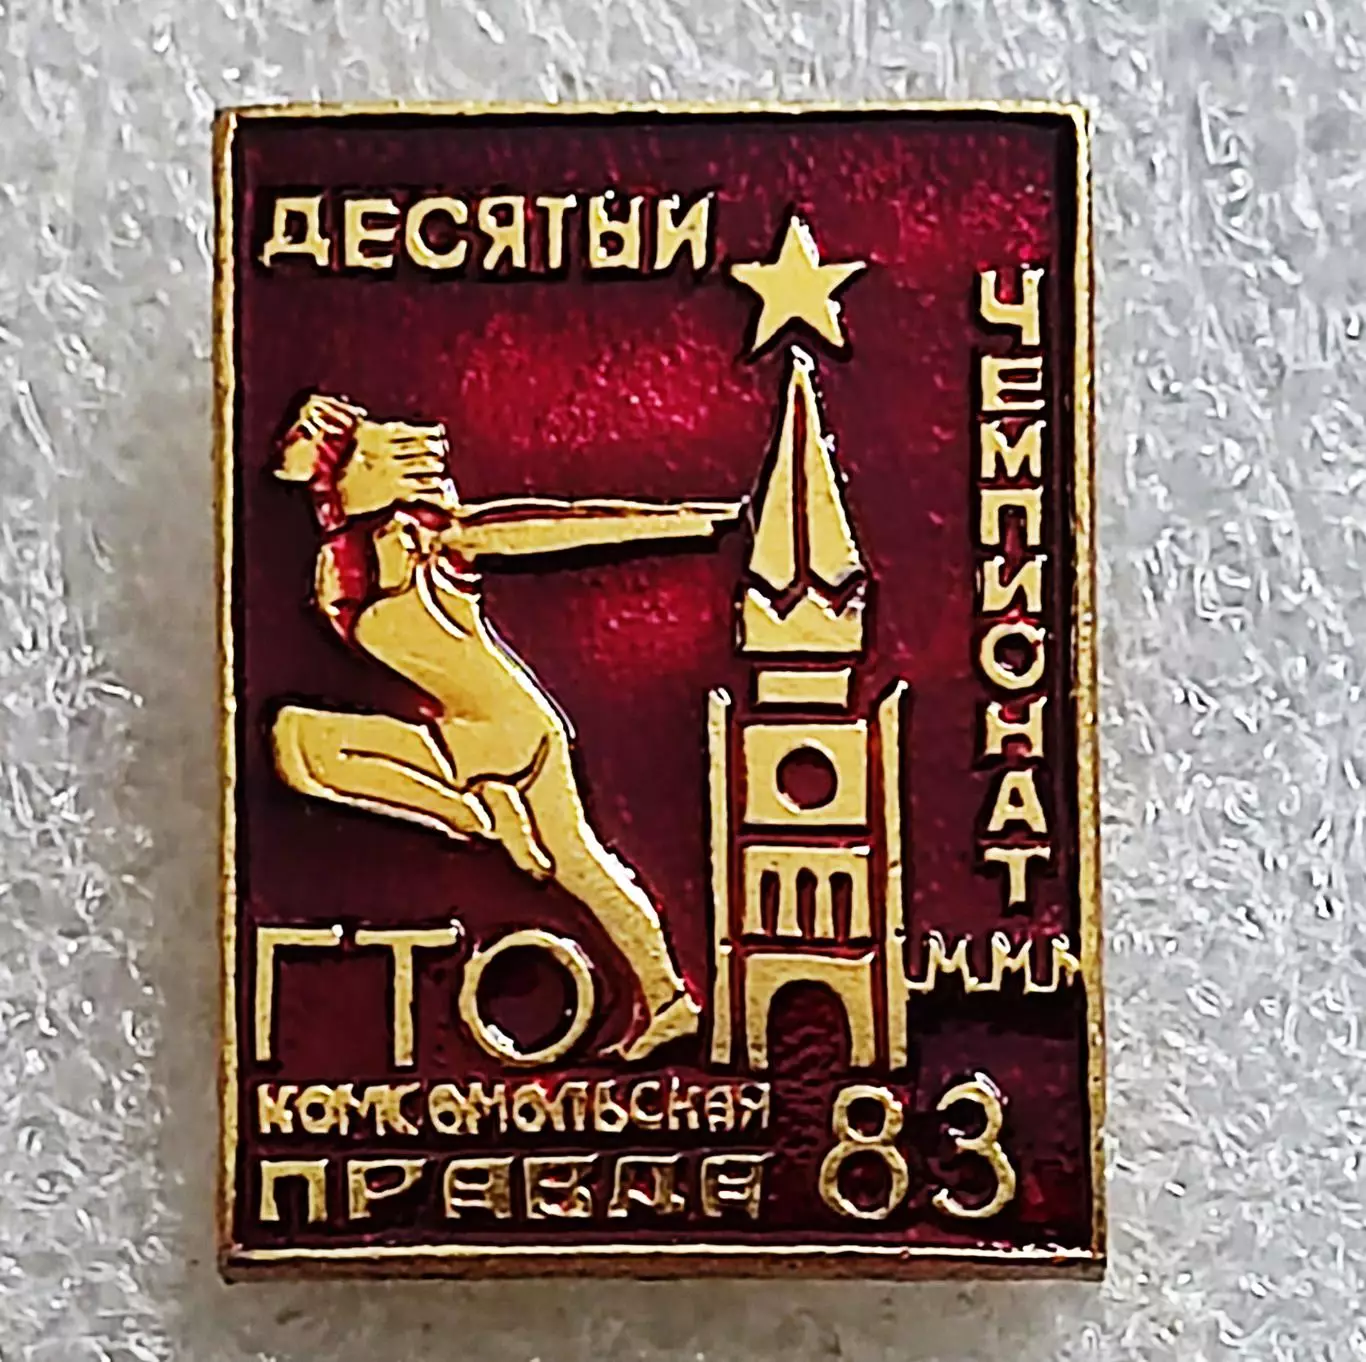 ДЕСЯТЫЙ
ЧЕМПИОНАТ
ГТО
КОМСОМОЛЬСКАЯ
ПРАВДА
83